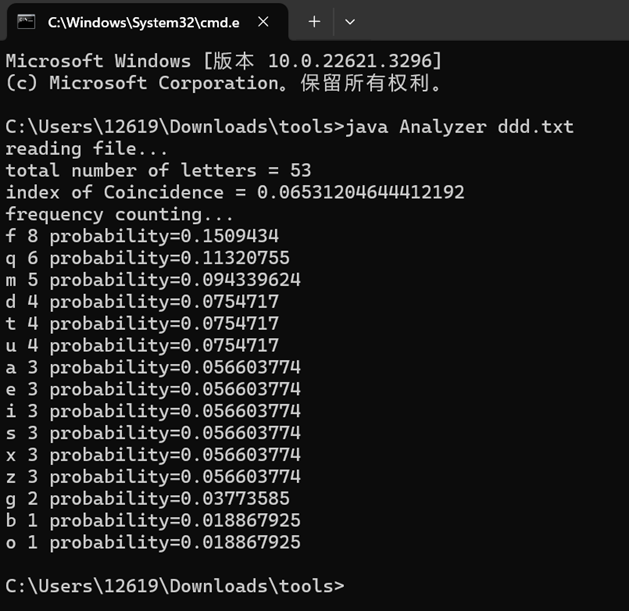 C:\Windows\System32\cmd.e
Microsoft Windows [版本 10.0.22621.3296]
(c) Microsoft Corporation。保留所有权利。
C:\Users\12619\Downloads\tools>java Analyzer ddd.txt
reading file...
total number of letters = 53
index of Coincidence = 0.06531204644412192
frequency counting...
f 8 probability=0.1509434
q 6 probability=0.11320755
m 5 probability=0.094339624
d 4 probability=0.0754717
t 4 probability=0.0754717
u 4 probability=0.0754717
a 3 probability=0.056603774
e 3 probability=0.056603774
i 3 probability=0.056603774
s 3 probability=0.056603774
x 3 probability=0.056603774
z 3 probability=0.056603774
g 2 probability=0.03773585
b 1 probability=0.018867925
o 1 probability=0.018867925
C:\Users\12619\Downloads\tools>